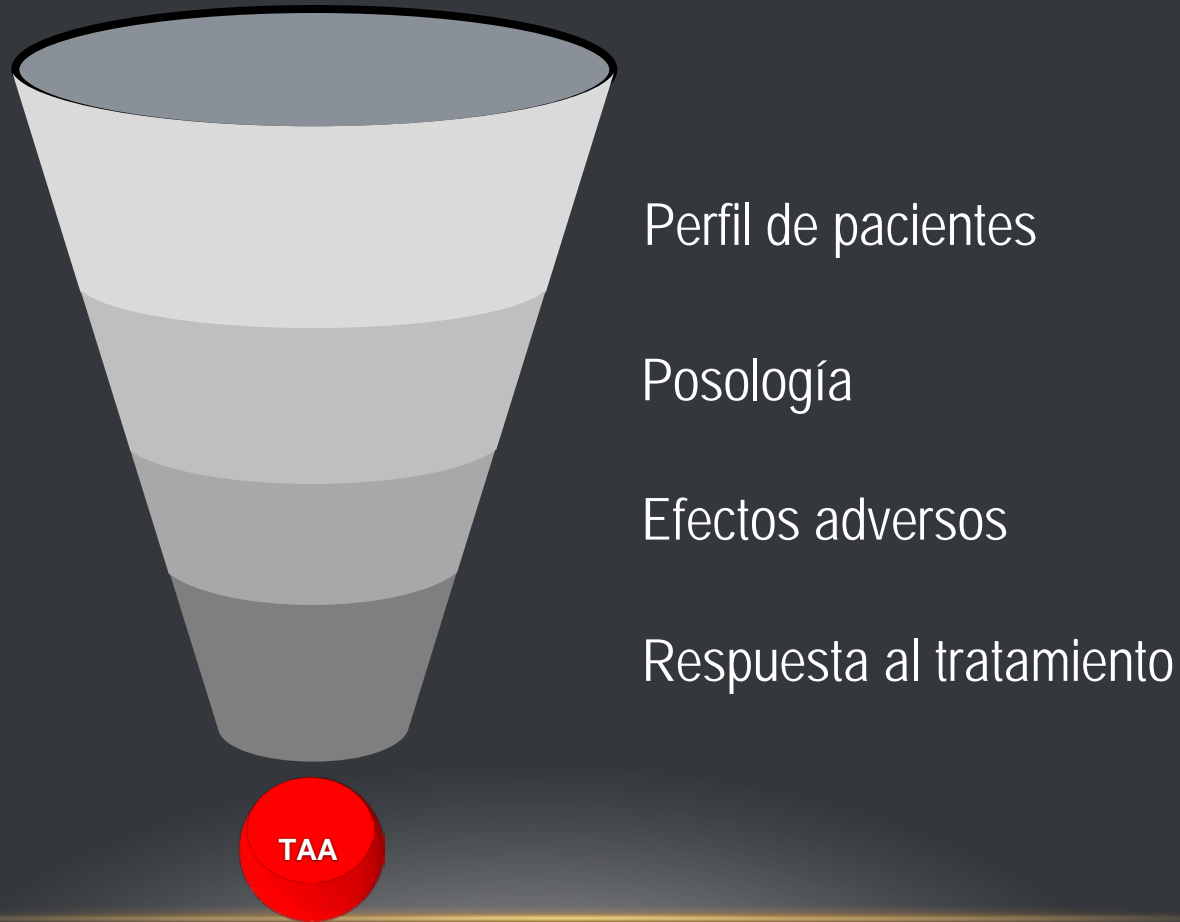 Perfil de pacientes
Posología
Efectos adversos
Respuesta al tratamiento
TAA